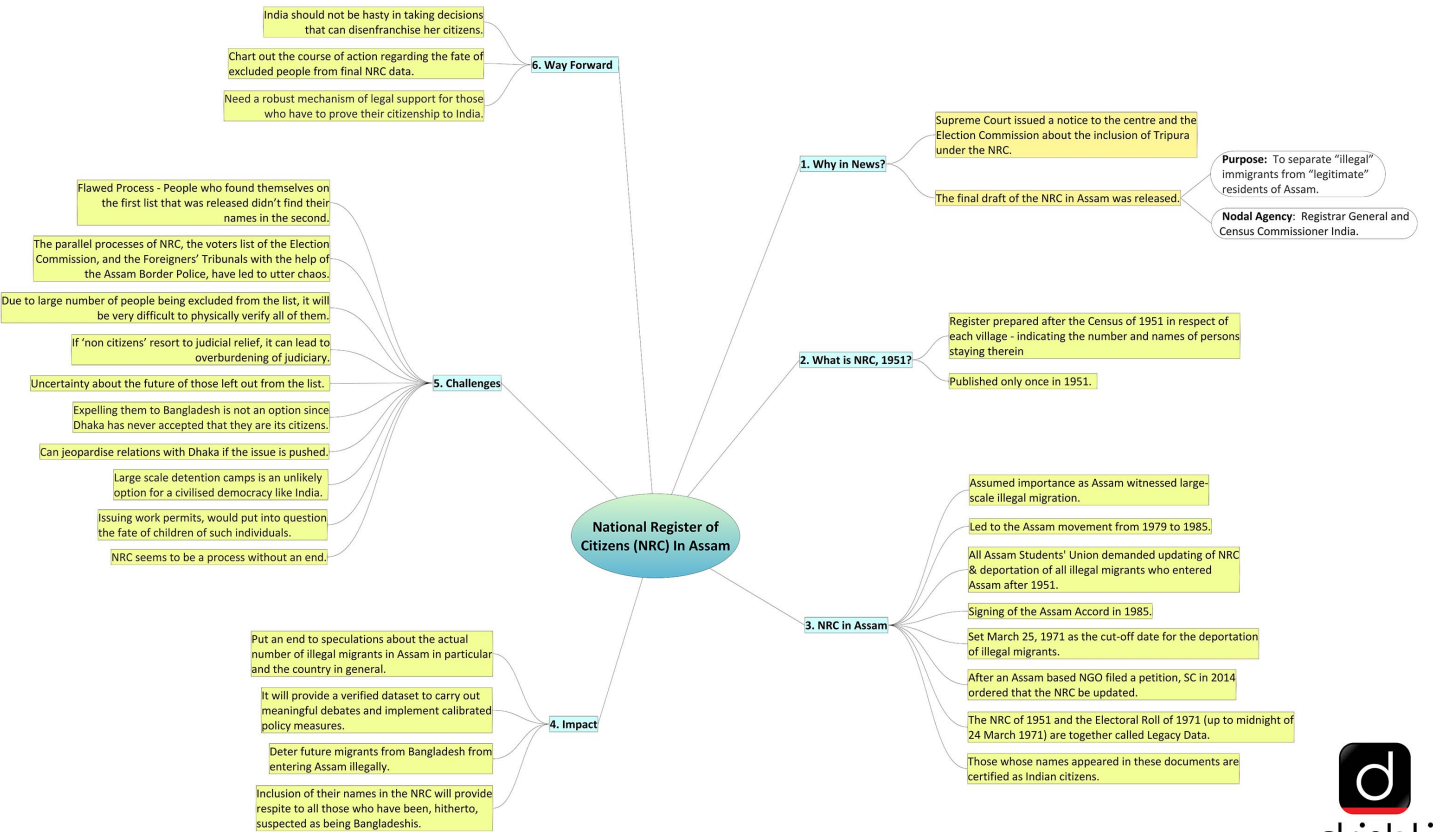 National Register of
Citizens (NRC) In Assam
1. Why in News?
Supreme Court issued a notice to the centre and the
Election Commission about the inclusion of Tripura
under the NRC.
The final draft of the NRC in Assam was released.
Purpose: To separate “illegal”
immigrants from “legitimate”
residents of Assam.
Nodal Agency: Registrar General and
Census Commissioner India.
2. What is NRC, 1951?
Register prepared after the Census of 1951 in respect of
each village - indicating the number and names of persons
staying therein
Published only once in 1951.
3. NRC in Assam
Assumed importance as Assam witnessed large-
scale illegal migration.
Led to the Assam movement from 1979 to 1985.
All Assam Students' Union demanded updating of NRC
& deportation of all illegal migrants who entered
Assam after 1951.
Signing of the Assam Accord in 1985.
Set March 25, 1971 as the cut-off date for the deportation
of illegal migrants.
After an Assam based NGO filed a petition, SC in 2014
ordered that the NRC be updated.
The NRC of 1951 and the Electoral Roll of 1971 (up to midnight of
24 March 1971) are together called Legacy Data.
Those whose names appeared in these documents are
certified as Indian citizens.
4. Impact
Put an end to speculations about the actual
number of illegal migrants in Assam in particular
and the country in general.
It will provide a verified dataset to carry out
meaningful debates and implement calibrated
policy measures.
Deter future migrants from Bangladesh from
entering Assam illegally.
Inclusion of their names in the NRC will provide
respite to all those who have been, hitherto,
suspected as being Bangladeshis.
5. Challenges
Flawed Process - People who found themselves on
the first list that was released didn’t find their
names in the second.
The parallel processes of NRC, the voters list of the Election
Commission, and the Foreigners’ Tribunals with the help of
the Assam Border Police, have led to utter chaos.
Due to large number of people being excluded from the list, it will
be very difficult to physically verify all of them.
If ‘non citizens’ resort to judicial relief, it can lead to
overburdening of judiciary.
Uncertainty about the future of those left out from the list.
Expelling them to Bangladesh is not an option since
Dhaka has never accepted that they are its citizens.
Can jeopardise relations with Dhaka if the issue is pushed.
Large scale detention camps is an unlikely
option for a civilised democracy like India.
Issuing work permits, would put into question
the fate of children of such individuals.
NRC seems to be a process without an end.
6. Way Forward
India should not be hasty in taking decisions
that can disenfranchise her citizens.
Chart out the course of action regarding the fate of
excluded people from final NRC data.
Need a robust mechanism of legal support for those
who have to prove their citizenship to India.
d